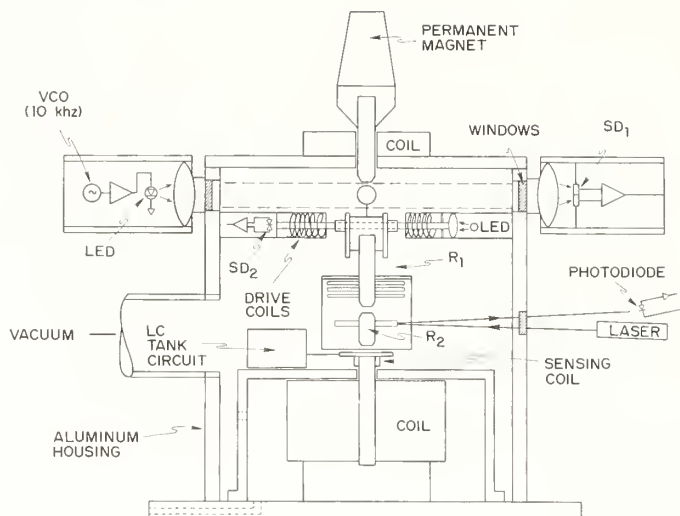 PERMANENT
MAGNET
VCO
(10 khz)
COIL
WINDOWS
SD1
LED
SD2
LED
DRIVE
COILS
R1
PHOTODIODE
VACUUM
LC
TANK
CIRCUIT
R2
LASER
SENSING
COIL
ALUMINUM
HOUSING
COIL